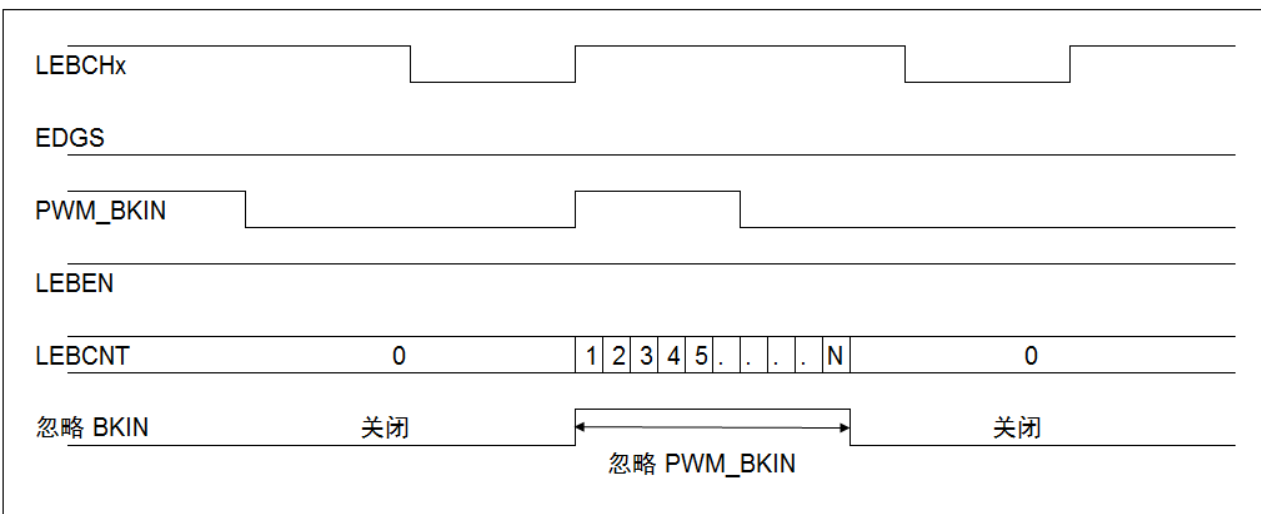 LEBCHx
EDGS
PWM_BKIN
LEBEN
LEBCNT 0 1 2 3 4 5 . . . . N 0
忽略 BKIN 关闭 关闭
忽略 PWM_BKIN